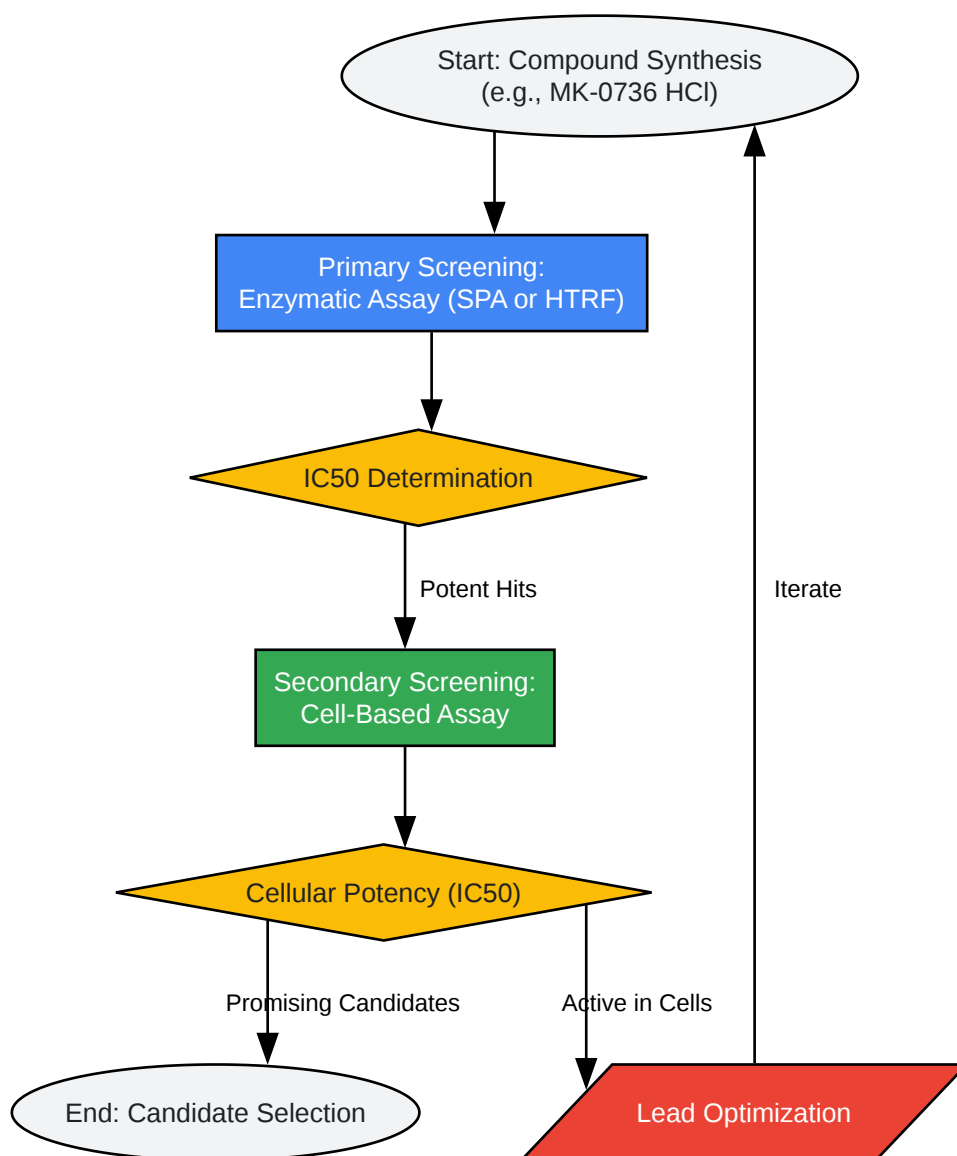 Start: Compound Synthesis
(e.g., MK-0736 HCl)
Primary Screening:
Enzymatic Assay (SPA or HTRF)
IC50 Determination
Potent Hits
Iterate
Secondary Screening:
Cell-Based Assay
Cellular Potency (IC50)
Promising Candidates
Active in Cells
End: Candidate Selection
Lead Optimization